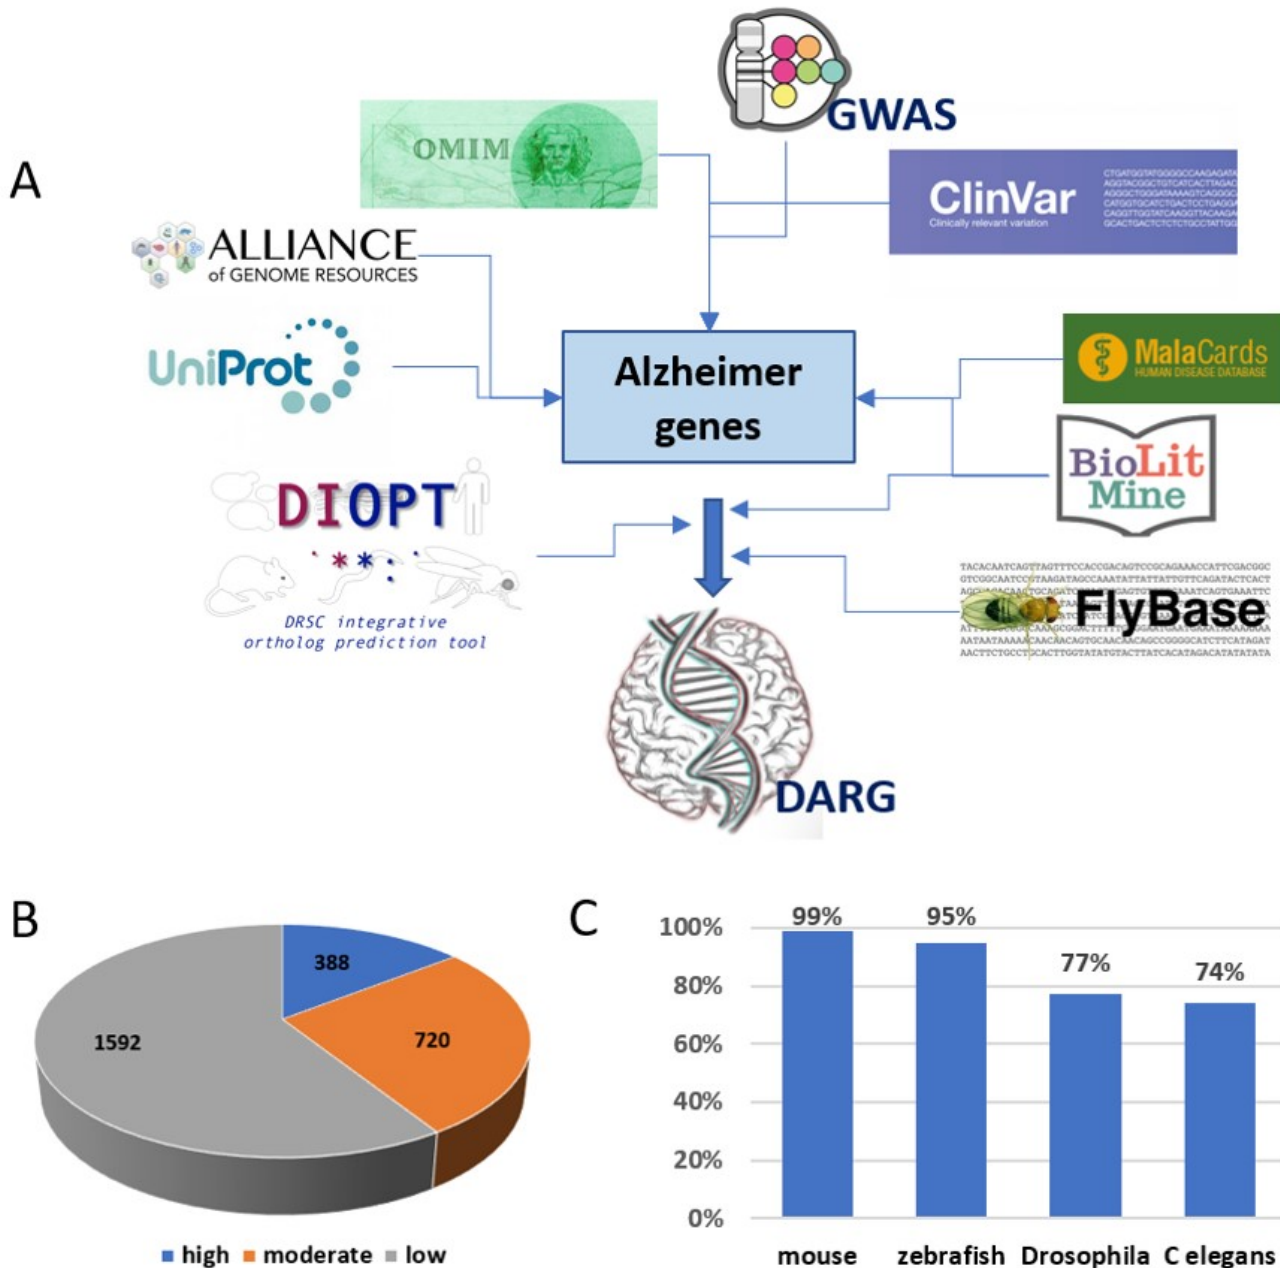 A
OMIM
GWAS
ClinVar
Clinically relevant variation
ALLIANCE
of GENOME RESOURCES
UniProt
Alzheimer
genes
MalaCards
HUMAN DISEASE DATABASE
BioLit
Mine
DIOPT
DRSC integrative
ortholog prediction tool
TACACAATCAGTTAGTTTCCACCGACAGTCCGCAGAAACCATTCGACGGC
FlyBase
DARG
B
388
720
1592
high moderate low
C
100%
80%
60%
40%
20%
0%
99%
95%
77%
74%
mouse zebrafish Drosophila C elegans